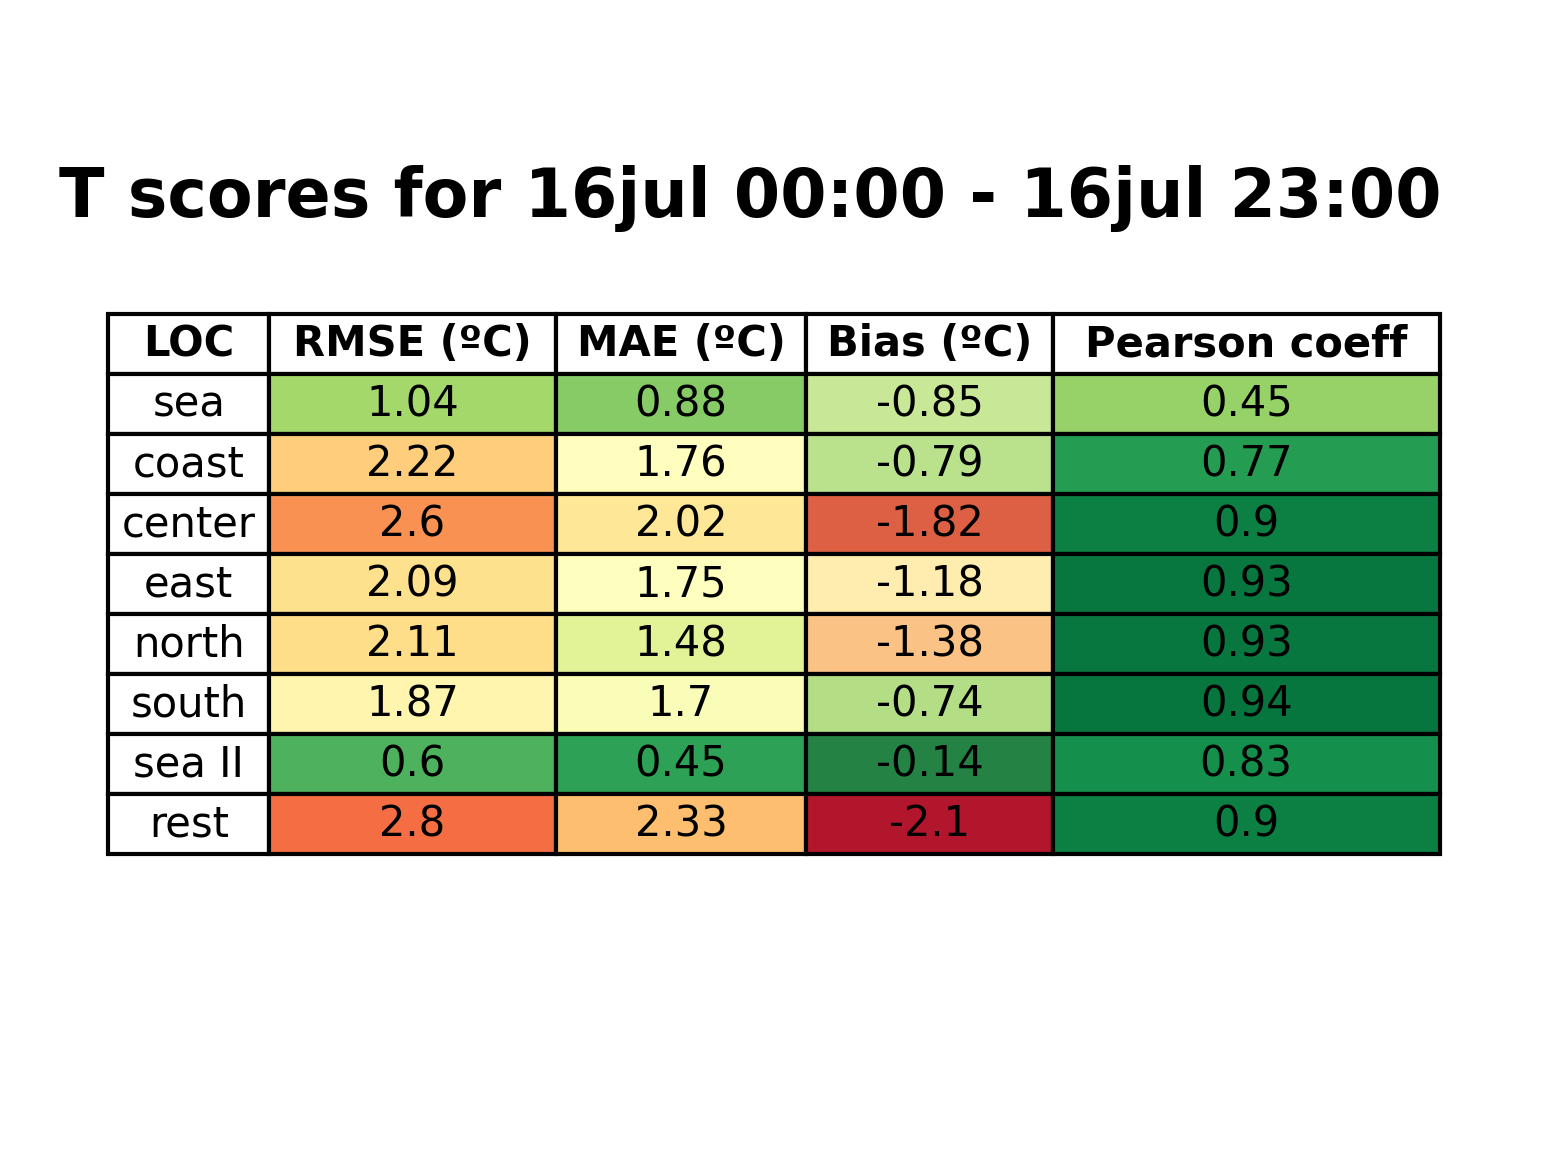 T scores for 16jul 00:00 - 16jul 23:00
LOC RMSE (ºC) MAE (ºC) Bias (ºC) Pearson coeff
sea 1.04 0.88 -0.85 0.45
coast 2.22 1.76 -0.79 0.77
center 2.6 2.02 -1.82 0.9
east 2.09 1.75 -1.18 0.93
north 2.11 1.48 -1.38 0.93
south 1.87 1.7 -0.74 0.94
sea II 0.6 0.45 -0.14 0.83
rest 2.8 2.33 -2.1 0.9